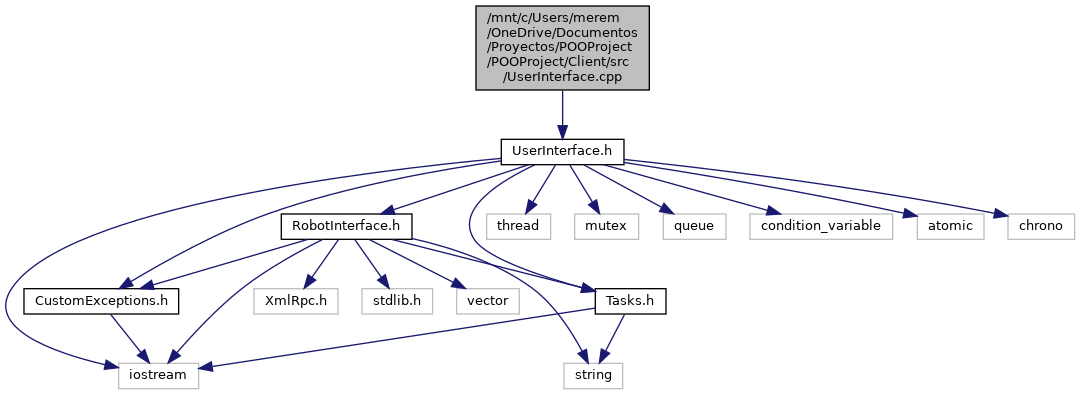 /mnt/c/Users/merem
/OneDrive/Documentos
/Proyectos/POOProject
/POOProject/Client/src
/UserInterface.cpp
UserInterface.h
RobotInterface.h
thread
mutex
queue
condition_variable
atomic
chrono
CustomExceptions.h
XmlRpc.h
stdlib.h
vector
Tasks.h
iostream
string